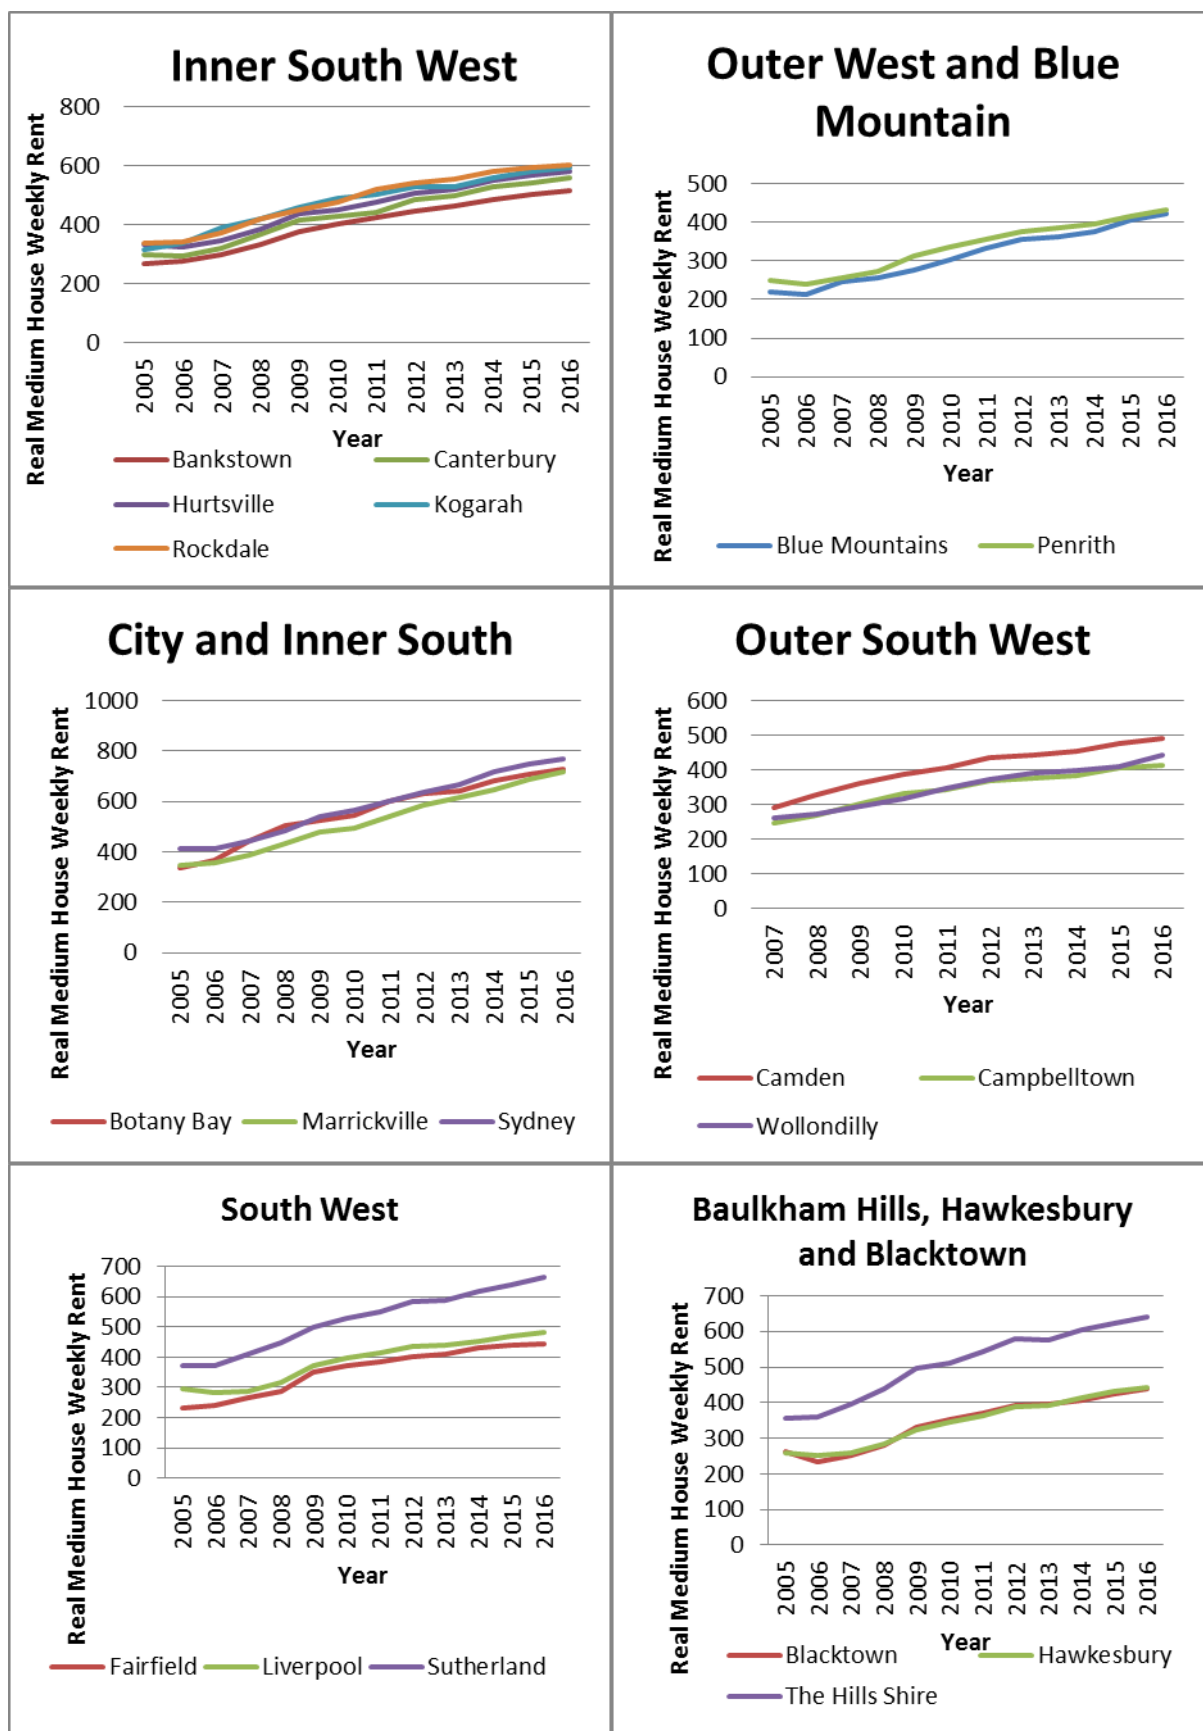 Inner South West
Real Medium House Weekly Rent
800
600
400
200
0
2005 2006 2007 2008 2009 2010 2011 2012 2013 2014 2015 2016
Year
Bankstown Canterbury
Hurtsville Kogarah
Rockdale
Outer West and Blue
Mountain
Real Medium House Weekly Rent
500
400
300
200
100
0
2005 2006 2007 2008 2009 2010 2011 2012 2013 2014 2015 2016
Year
Blue Mountains Penrith
City and Inner South
Real Medium House Weekly Rent
1000
800
600
400
200
0
2005 2006 2007 2008 2009 2010 2011 2012 2013 2014 2015 2016
Year
Botany Bay Marrickville Sydney
Outer South West
Real Medium House Weekly Rent
600
500
400
300
200
100
0
2007 2008 2009 2010 2011 2012 2013 2014 2015 2016
Year
Camden Campbelltown
Wollondilly
South West
Real Medium House Weekly Rent
700
600
500
400
300
200
100
0
2005 2006 2007 2008 2009 2010 2011 2012 2013 2014 2015 2016
Year
Fairfield Liverpool Sutherland
Baulkham Hills, Hawkesbury
and Blacktown
Real Medium House Weekly Rent
700
600
500
400
300
200
100
0
2005 2006 2007 2008 2009 2010 2011 2012 2013 2014 2015 2016
Year
Blacktown Hawkesbury
The Hills Shire